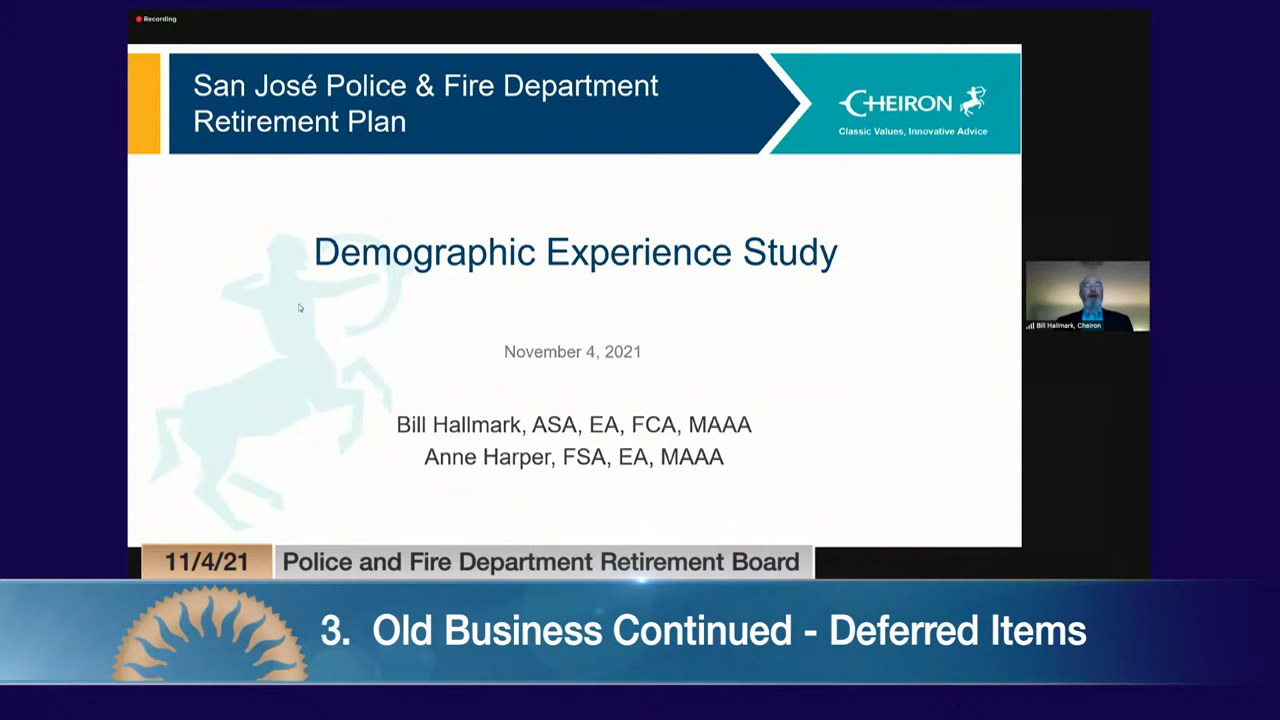 Recording
San José Police & Fire Department
Retirement Plan
CHEIRON
Classic Values, Innovative Advice
Demographic Experience Study
November 4, 2021
Bill Hallmark, ASA, EA, FCA, MAAA
Anne Harper, FSA, EA, MAAA
Bill Hallmark, Cheiron
11/4/21
Police and Fire Department Retirement Board
3. Old Business Continued - Deferred Items